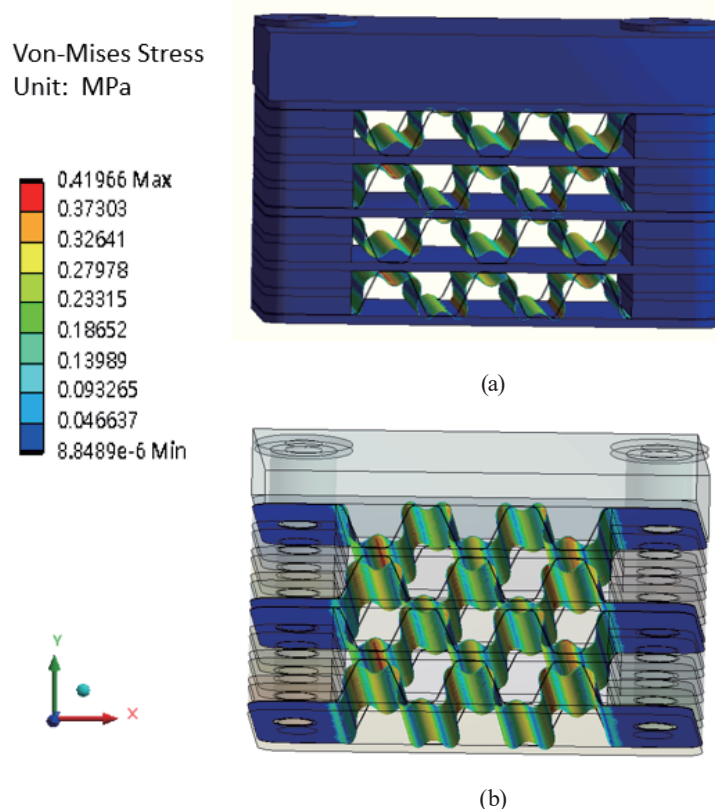 Von-Mises Stress
Unit: MPa
0.41966 Max
0.37303
0.32641
0.27978
0.23315
0.18652
0.13989
0.093265
0.046637
8.8489e-6 Min
(a)
Y
X
(b)